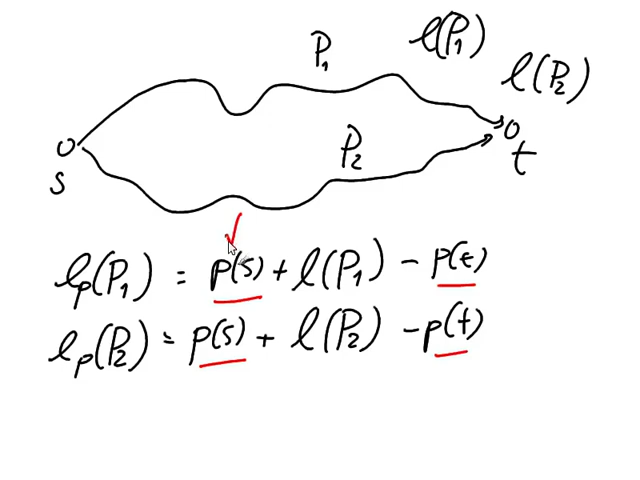 P₁
l(P₁)
l(P₂)
s
P₂
t
lₚ(P₁) = p(s) + l(P₁) − p(t)
lₚ(P₂) = p(s) + l(P₂) − p(t)